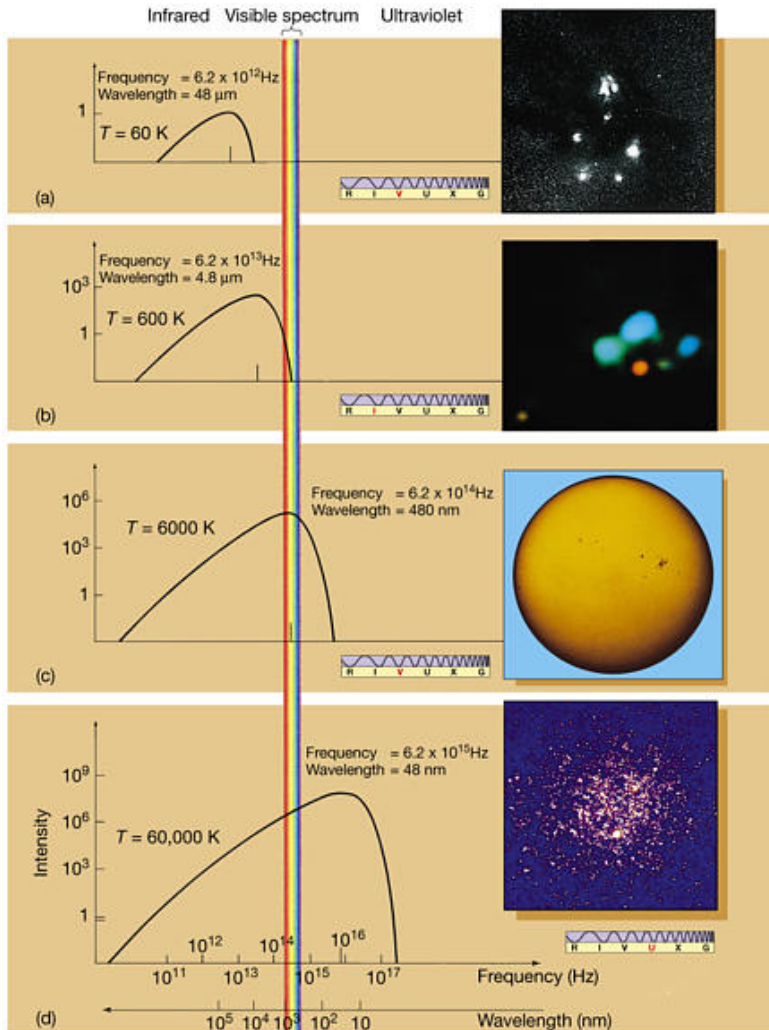 Infrared Visible spectrum Ultraviolet
Frequency = 6.2 x 10¹²Hz
Wavelength = 48 μm
1
T = 60 K
R I V U X G
(a)
Frequency = 6.2 x 10¹³Hz
Wavelength = 4.8 μm
10³
T = 600 K
1
R I V U X G
(b)
10⁶
Frequency = 6.2 x 10¹⁴Hz
Wavelength = 480 nm
T = 6000 K
10³
1
R I V U X G
(c)
Frequency = 6.2 x 10¹⁵Hz
Wavelength = 48 nm
10⁹
10⁶
T = 60,000 K
Intensity
10³
1
R I V U X G
10¹² 10¹⁴ 10¹⁶
10¹¹ 10¹³ 10¹⁵ 10¹⁷ Frequency (Hz)
(d)
10⁵ 10⁴ 10³ 10² 10 Wavelength (nm)